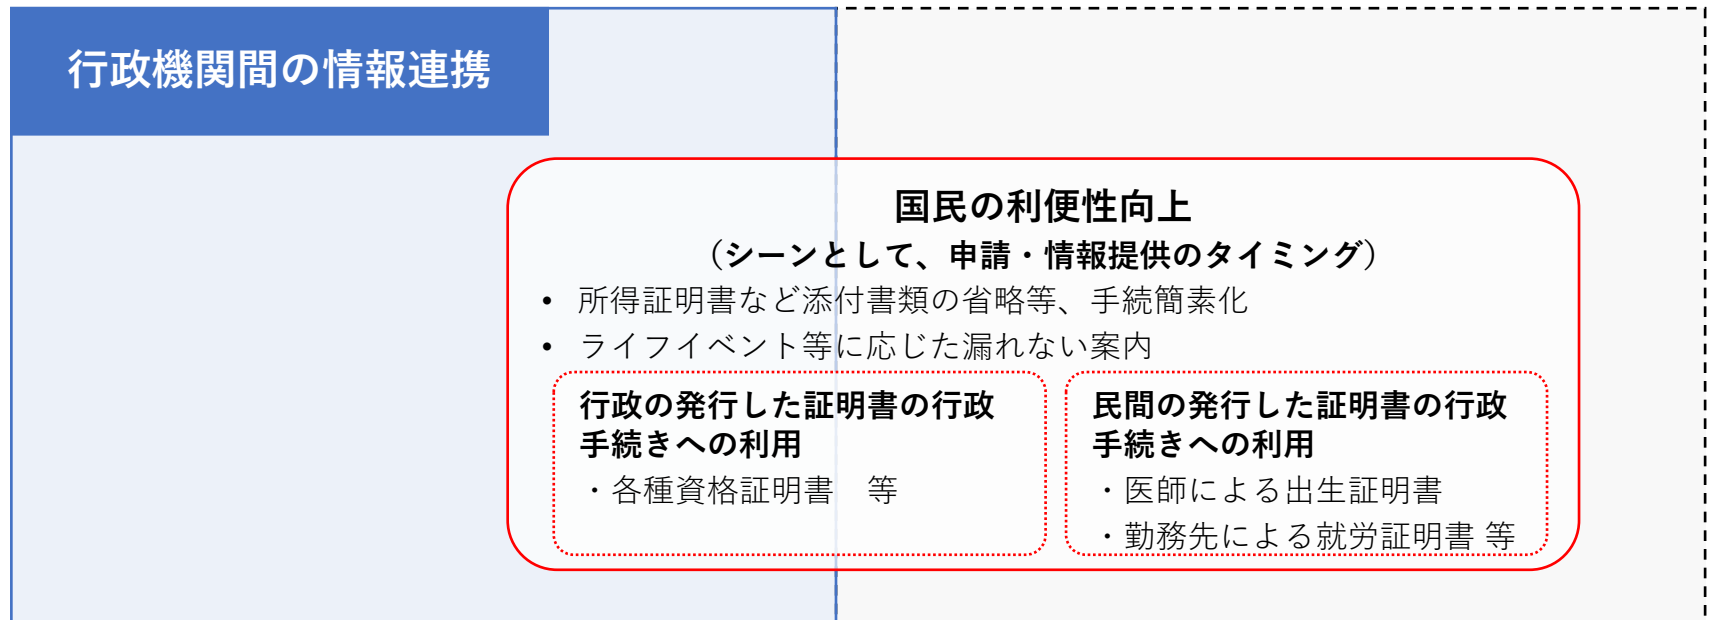 行政機関間の情報連携
国民の利便性向上
（シーンとして、申請・情報提供のタイミング）
• 所得証明書など添付書類の省略等、手続簡素化
• ライフイベント等に応じた漏れない案内
行政の発行した証明書の行政
手続きへの利用
・各種資格証明書　等
民間の発行した証明書の行政
手続きへの利用
・医師による出生証明書
・勤務先による就労証明書 等